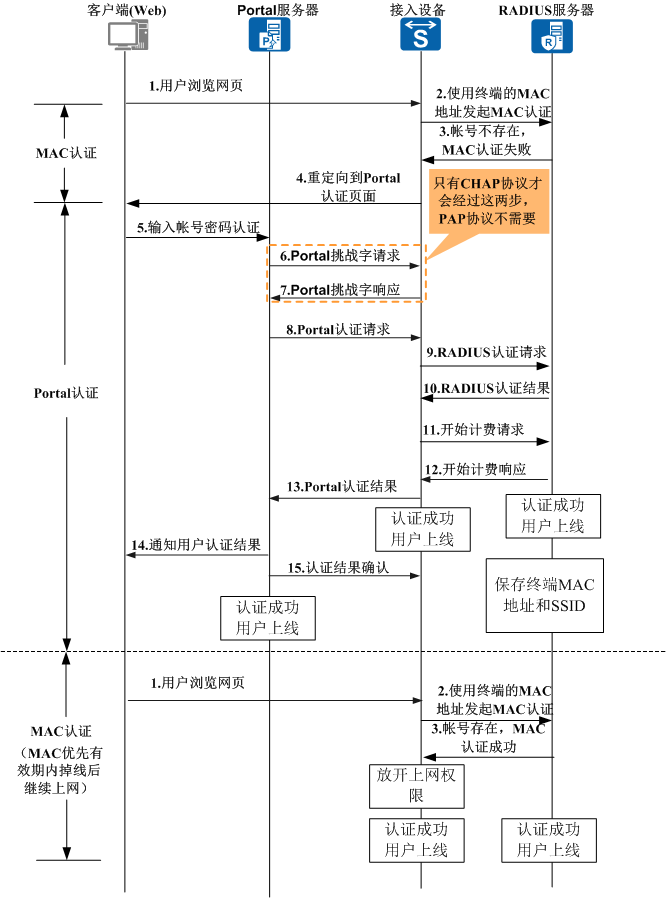 客户端(Web)
Portal服务器
接入设备
RADIUS服务器
1.用户浏览网页
2.使用终端的MAC
地址发起MAC认证
3.帐号不存在，
MAC认证失败
MAC认证
4.重定向到Portal
认证页面
只有CHAP协议才
会经过这两步，
PAP协议不需要
5.输入帐号密码认证
6.Portal挑战字请求
7.Portal挑战字响应
8.Portal认证请求
9.RADIUS认证请求
10.RADIUS认证结果
Portal认证
11.开始计费请求
12.开始计费响应
13.Portal认证结果
认证成功
用户上线
认证成功
用户上线
14.通知用户认证结果
15.认证结果确认
保存终端MAC
地址和SSID
认证成功
用户上线
1.用户浏览网页
2.使用终端的MAC
地址发起MAC认证
3.帐号存在，MAC
认证成功
MAC认证
（MAC优先有
效期内掉线后
继续上网）
放开上网权
限
认证成功
用户上线
认证成功
用户上线